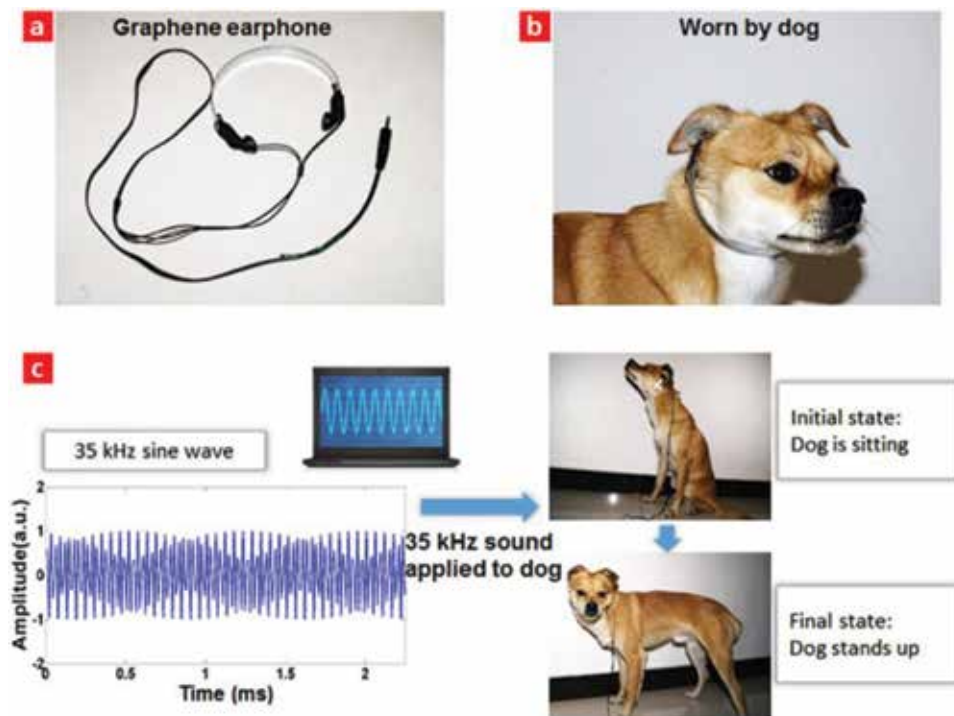 a
Graphene earphone
b
Worn by dog
c
35 kHz sine wave
2
1
0
-1
-2
Amplitude(a.u.)
0
0.5
1
1.5
2
Time (ms)
35 kHz sound
applied to dog
Initial state:
Dog is sitting
Final state:
Dog stands up